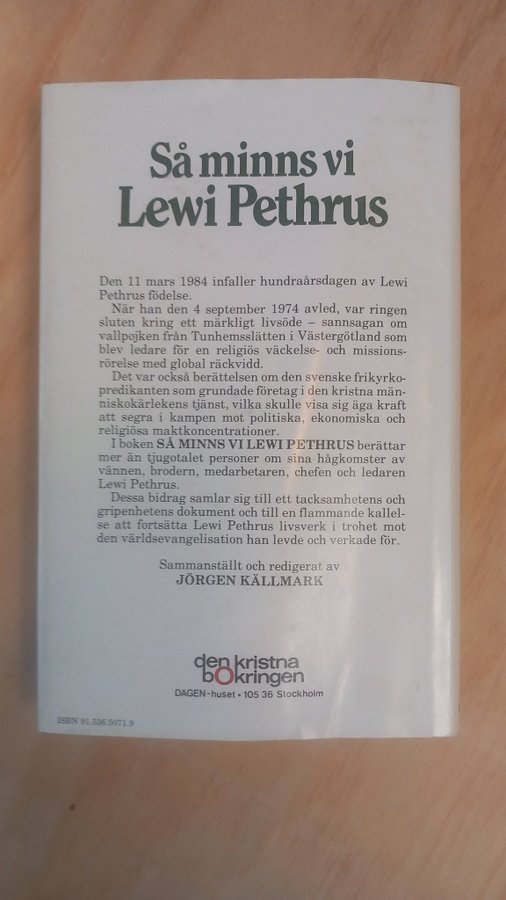 Så minns vi
Lewi Pethrus
Den 11 mars 1984 infaller hundraårsdagen av Lewi
Pethrus födelse.
När han den 4 september 1974 avled, var ringen
sluten kring ett märkligt livsöde – sannsagan om
vallpojken från Tunhemsslätten i Västergötland som
blev ledare för en religiös väckelse- och missions-
rörelse med global räckvidd.
Det var också berättelsen om den svenske frikyrko-
predikanten som grundade företag i den kristna män-
niskokärlekens tjänst, vilka skulle visa sig äga kraft
att segra i kampen mot politiska, ekonomiska och
religiösa maktkoncentrationer.
I boken SÅ MINNS VI LEWI PETHRUS berättar
mer än tjugotalet personer om sina hågkomster av
vännen, brodern, medarbetaren, chefen och ledaren
Lewi Pethrus.
Dessa bidrag samlar sig till ett tacksamhetens och
gripenhetens dokument och till en flammande kallel-
se att fortsätta Lewi Pethrus livsverk i trohet mot
den världsevangelisation han levde och verkade för.
Sammanställt och redigerat av
JÖRGEN KÄLLMARK
den kristna
bokringen
DAGEN-huset • 105 36 Stockholm
ISBN 91.536.5071.9